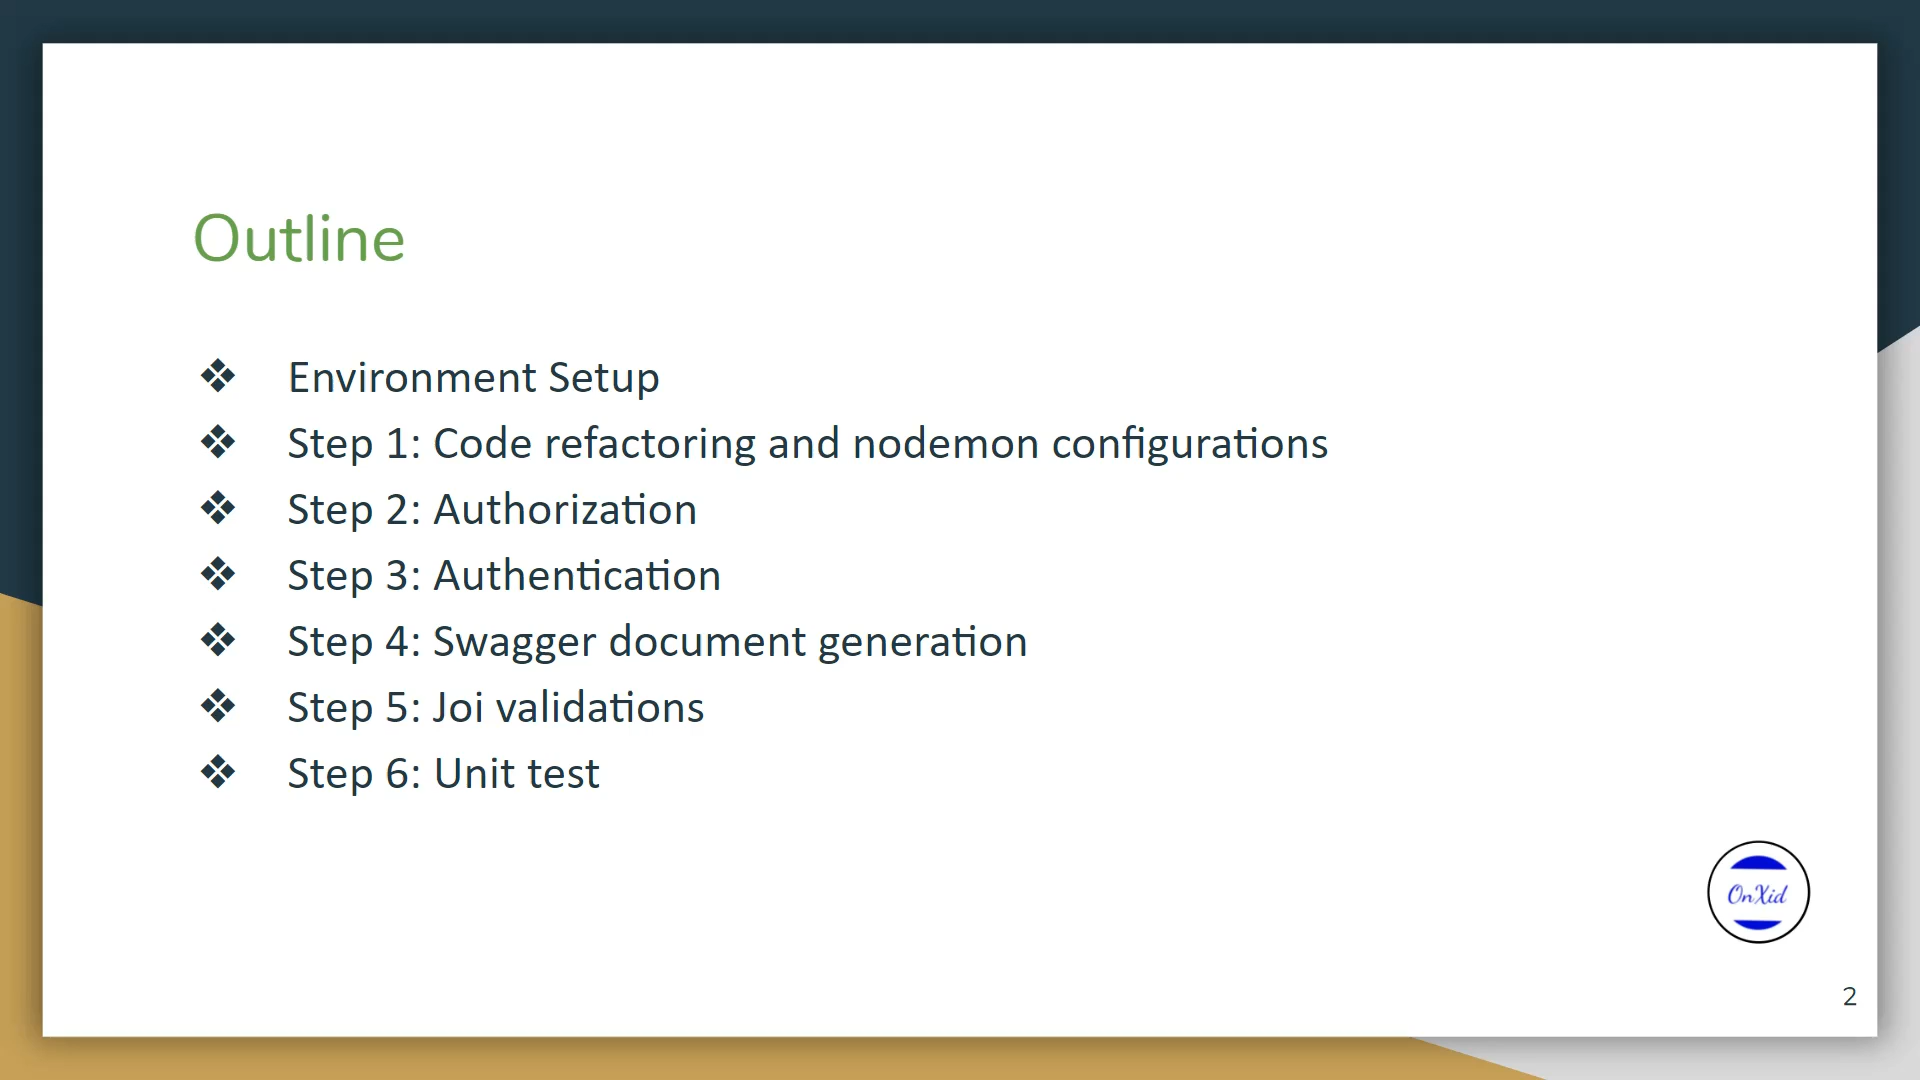 Outline
❖ Environment Setup
❖ Step 1: Code refactoring and nodemon configurations
❖ Step 2: Authorization
❖ Step 3: Authentication
❖ Step 4: Swagger document generation
❖ Step 5: Joi validations
❖ Step 6: Unit test
OnXid
2